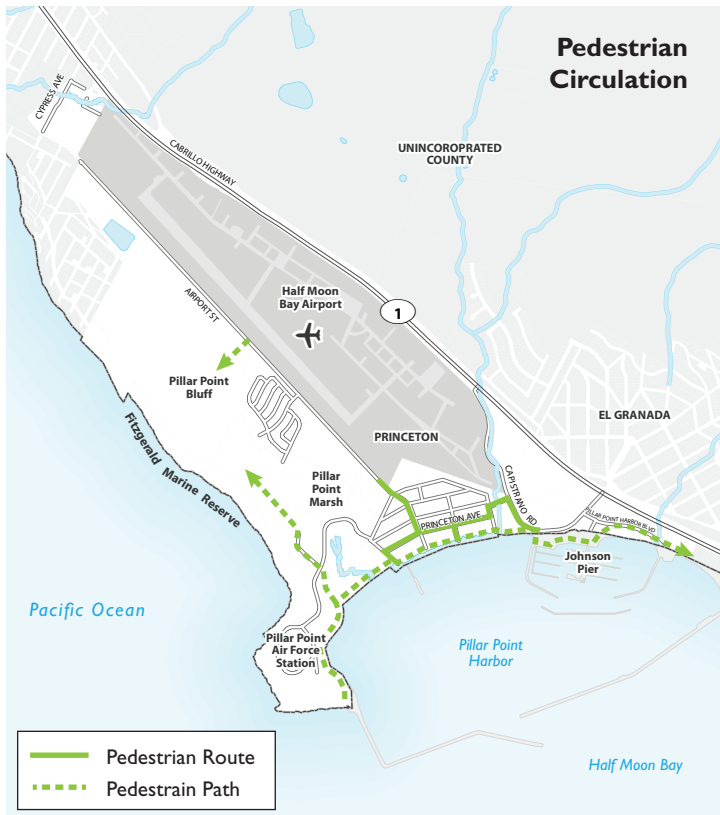 Pedestrian
Circulation
CYPRESS AVE
CABRILLO HIGHWAY
UNINCOROPRATED
COUNTY
Half Moon
Bay Airport
1
AIRPORT ST
Pillar Point
Bluff
EL GRANADA
PRINCETON
Fitzgerald Marine Reserve
Pillar
Point
Marsh
CAPISTRANO RD
PRINCETON AVE
PILLAR POINT HARBOR BLVD
Johnson
Pier
Pacific Ocean
Pillar Point
Air Force
Station
Pillar Point
Harbor
Half Moon Bay
Pedestrian Route
Pedestrain Path